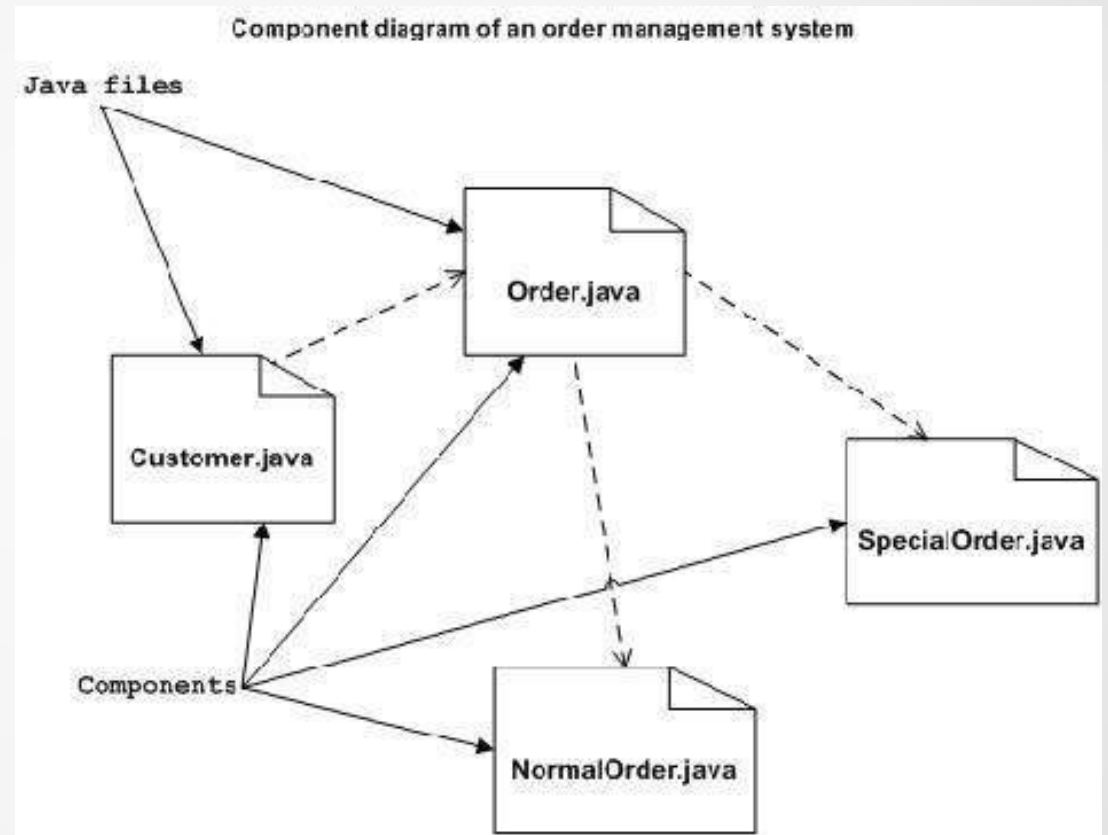 Component diagram of an order management system
Java files
Order.java
Customer.java
SpecialOrder.java
Components
NormalOrder.java